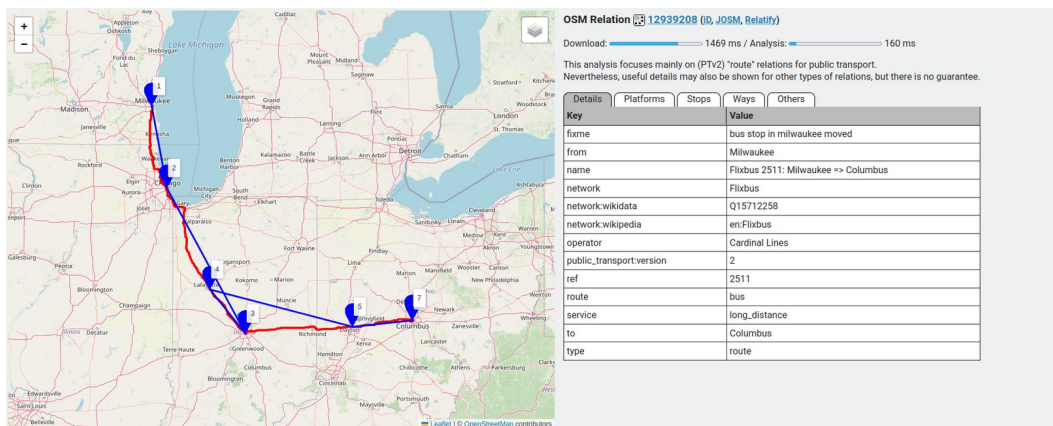 OSM Relation 12939208 (iD, JOSM, Relatify)
Download: 1469 ms / Analysis: 160 ms
This analysis focuses mainly on (PTv2) "route" relations for public transport.
Nevertheless, useful details may also be shown for other types of relations, but there is no guarantee.
Details Platforms Stops Ways Others
Key Value
fixme bus stop in milwaukee moved
from Milwaukee
name Flixbus 2511: Milwaukee => Columbus
network Flixbus
network:wikidata Q15712258
network:wikipedia en:Flixbus
operator Cardinal Lines
public_transport:version 2
ref 2511
route bus
service long_distance
to Columbus
type route
+
−
Appleton
Oshkosh
Cadillac
Fond du
Lac
Sheboygan
Lake Michigan
Mount
Pleasant
Midland
Saginaw
Stratford
Kitchen
1
Madison
Muskegon
Grand
Rapids
Sarnia
Woodstock
London
St. Thomas
Janesville
Holland
Lansing
Flint
Pontiac
Rockford
Benton
Harbor
Kalamazoo
Battle
Creek
Jackson
Ann Arbor
Detroit
Chatham
2
Lake Erie
Clinton
Elgin
Aurora
Michigan
City
South
Bend
Elkhart
Toledo
Ashtabula
Joliet
Gary
Valparaiso
Sandusky
Lorain
Cleveland
Medina
Kent
Warren
Akron
Youngstown
Galesburg
Peoria
Fort Wayne
Findlay
4
Kokomo
Marion
Lima
Marion
Mansfield
Wooster
Canton
New Philadelphia
Bloomington
Champaign
Muncie
3
5
7
Newark
Weirton
Wheeling
Illinois
Decatur
Richmond
Dayton
Columbus
Zanesville
Xenia
Lancaster
Terre Haute
Greenwood
Hamilton
Columbus
Cincinnati
Chillicothe
Athens
Parkersburg
Bloomington
Edwardsville
Saint Louis
Portsmouth
Maysville
Leaflet | © OpenStreetMap contributors